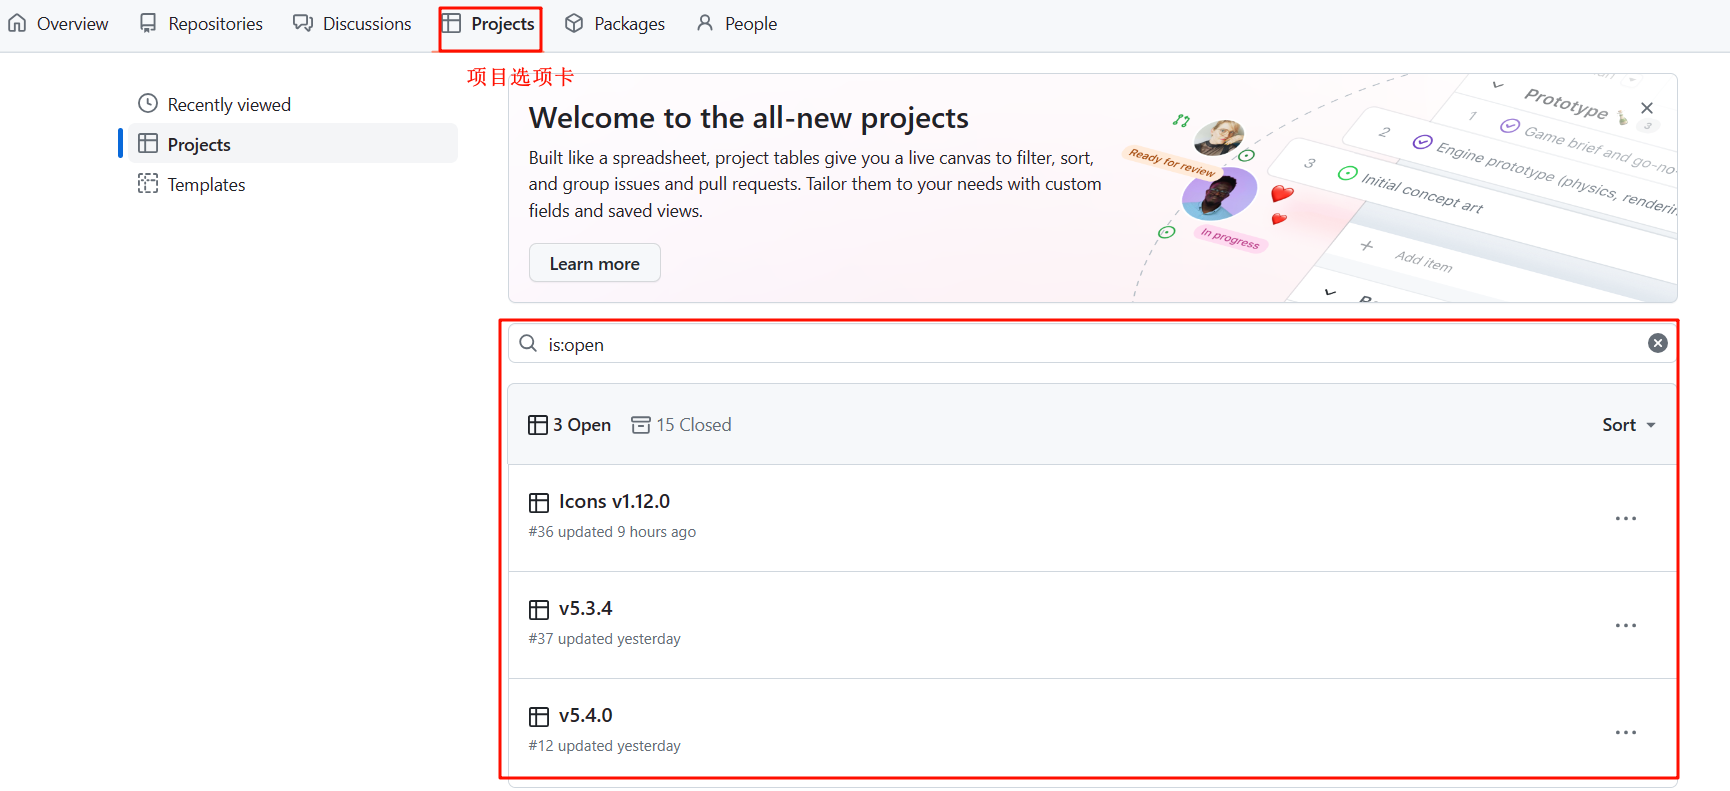 Overview Repositories Discussions Projects Packages People
项目选项卡
Recently viewed
Projects
Templates
Welcome to the all-new projects
Built like a spreadsheet, project tables give you a live canvas to filter, sort,
and group issues and pull requests. Tailor them to your needs with custom
fields and saved views.
Learn more
Ready for review
In progress
Prototype
3
1 Game brief and go-no-
2 Engine prototype (physics, renderin
3 Initial concept art
+ Add item
is:open
3 Open 15 Closed Sort
Icons v1.12.0
#36 updated 9 hours ago
v5.3.4
#37 updated yesterday
v5.4.0
#12 updated yesterday